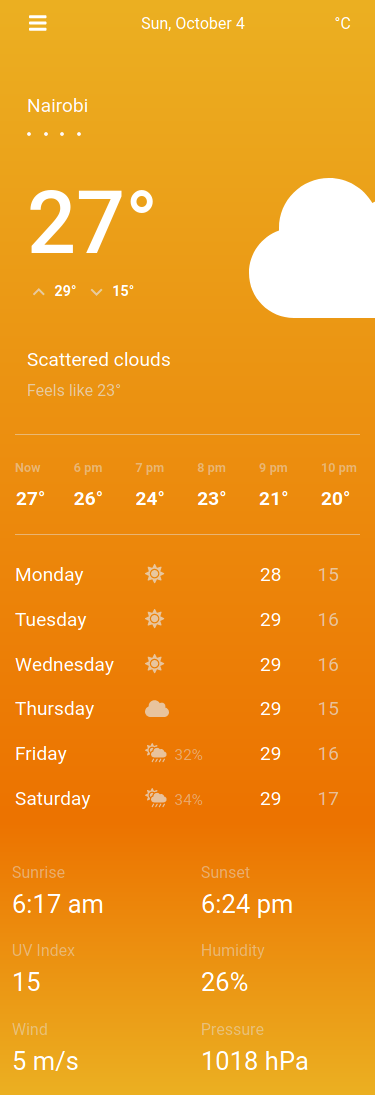 Sun, October 4 °C
Nairobi
27°
29° 15°
Scattered clouds
Feels like 23°
Now 6 pm 7 pm 8 pm 9 pm 10 pm
27° 26° 24° 23° 21° 20°
Monday 28 15
Tuesday 29 16
Wednesday 29 16
Thursday 29 15
Friday 32% 29 16
Saturday 34% 29 17
Sunrise Sunset
6:17 am 6:24 pm
UV Index Humidity
15 26%
Wind Pressure
5 m/s 1018 hPa